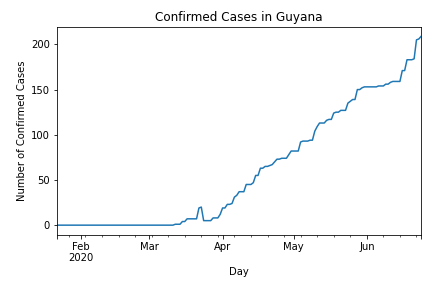 Confirmed Cases in Guyana
Number of Confirmed Cases
200
150
100
50
0
Feb Mar Apr May Jun
2020
Day